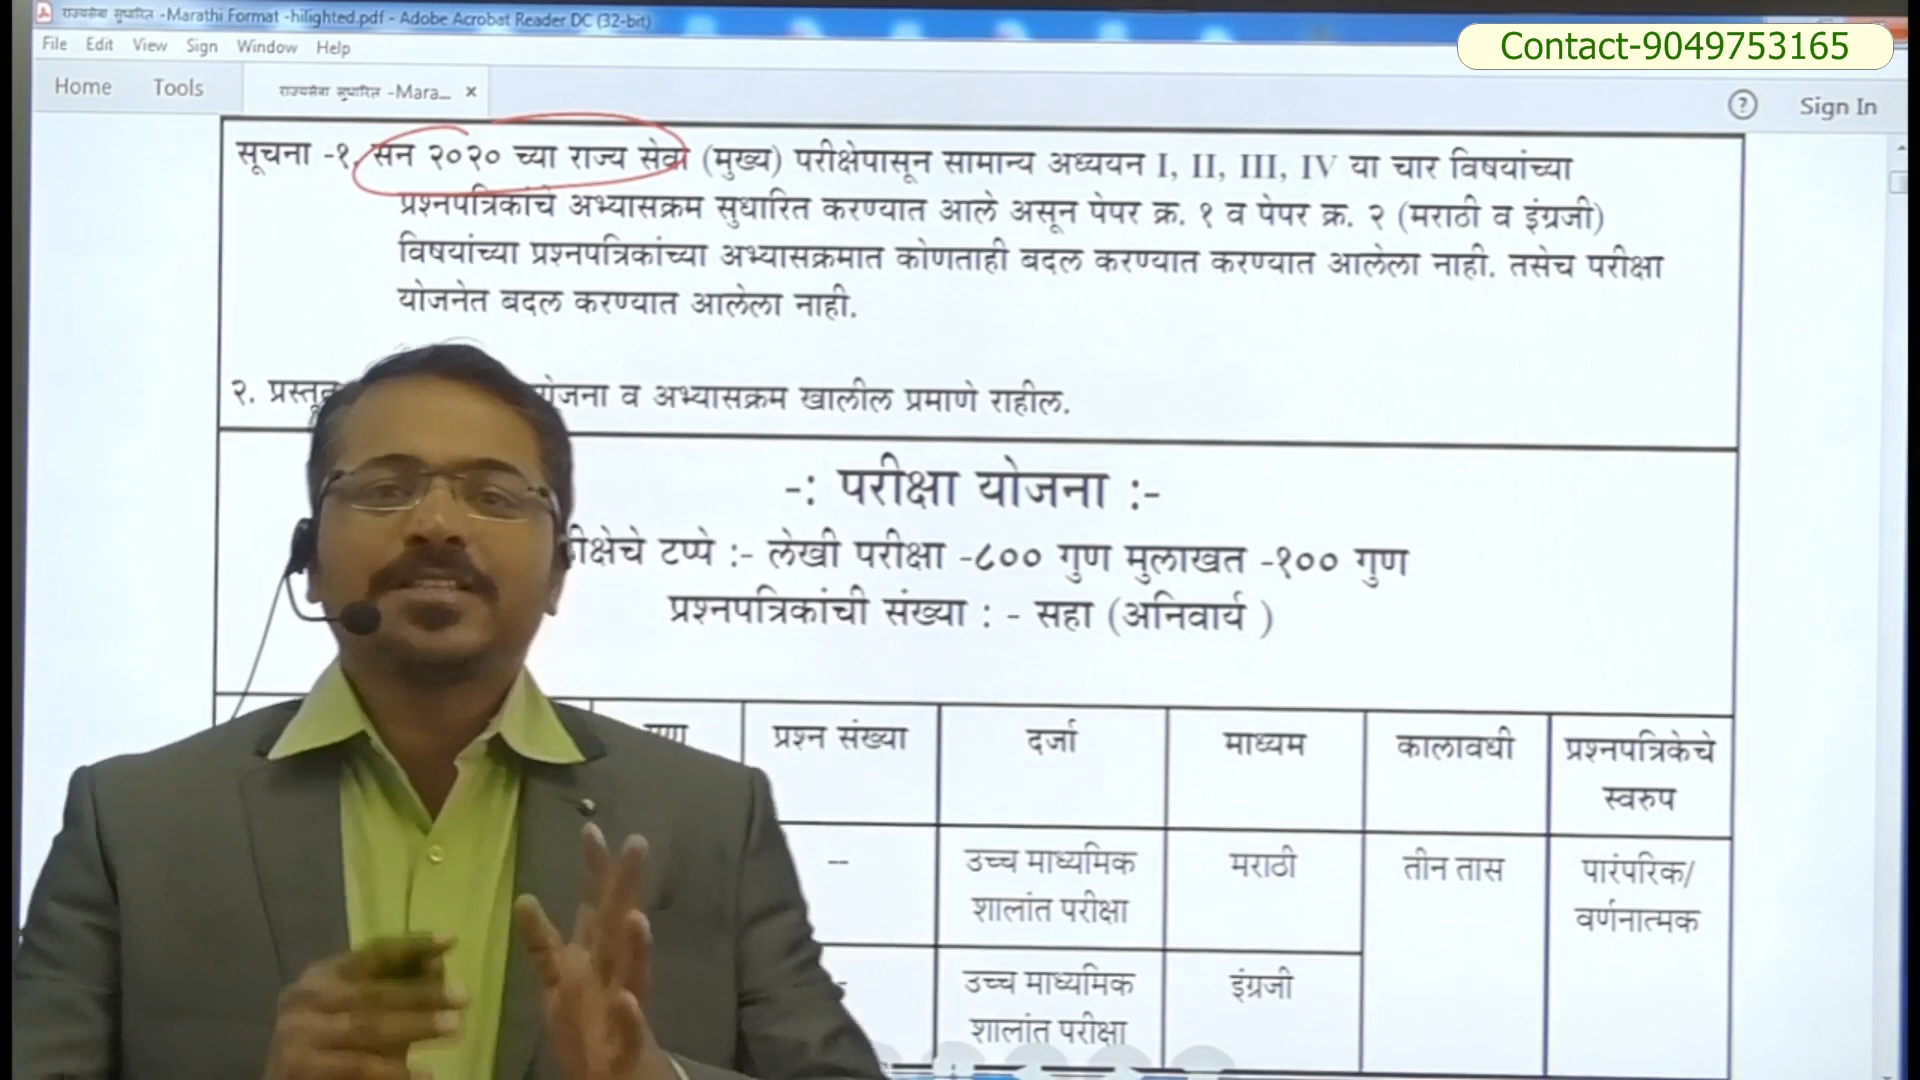 राज्यसेवा सुधारित -Marathi Format -hilighted.pdf - Adobe Acrobat Reader DC (32-bit)
File Edit View Sign Window Help
Contact-9049753165
Home Tools राज्यसेवा सुधारित -Mara... × ? Sign In
सूचना -१. सन २०२० च्या राज्य सेवा (मुख्य) परीक्षेपासून सामान्य अध्ययन I, II, III, IV या चार विषयांच्या
प्रश्नपत्रिकांचे अभ्यासक्रम सुधारित करण्यात आले असून पेपर क्र. १ व पेपर क्र. २ (मराठी व इंग्रजी)
विषयांच्या प्रश्नपत्रिकांच्या अभ्यासक्रमात कोणताही बदल करण्यात करण्यात आलेला नाही. तसेच परीक्षा
योजनेत बदल करण्यात आलेला नाही.
२. प्रस्तुत योजना व अभ्यासक्रम खालील प्रमाणे राहील.
-: परीक्षा योजना :-
टप्पे :- लेखी परीक्षा -८०० गुण मुलाखत -१०० गुण
प्रश्नपत्रिकांची संख्या : - सहा (अनिवार्य )
प्रश्न संख्या दर्जा माध्यम कालावधी प्रश्नपत्रिकेचे
स्वरुप
-- उच्च माध्यमिक मराठी तीन तास पारंपरिक/
शालांत परीक्षा वर्णनात्मक
उच्च माध्यमिक इंग्रजी
शालांत परीक्षा